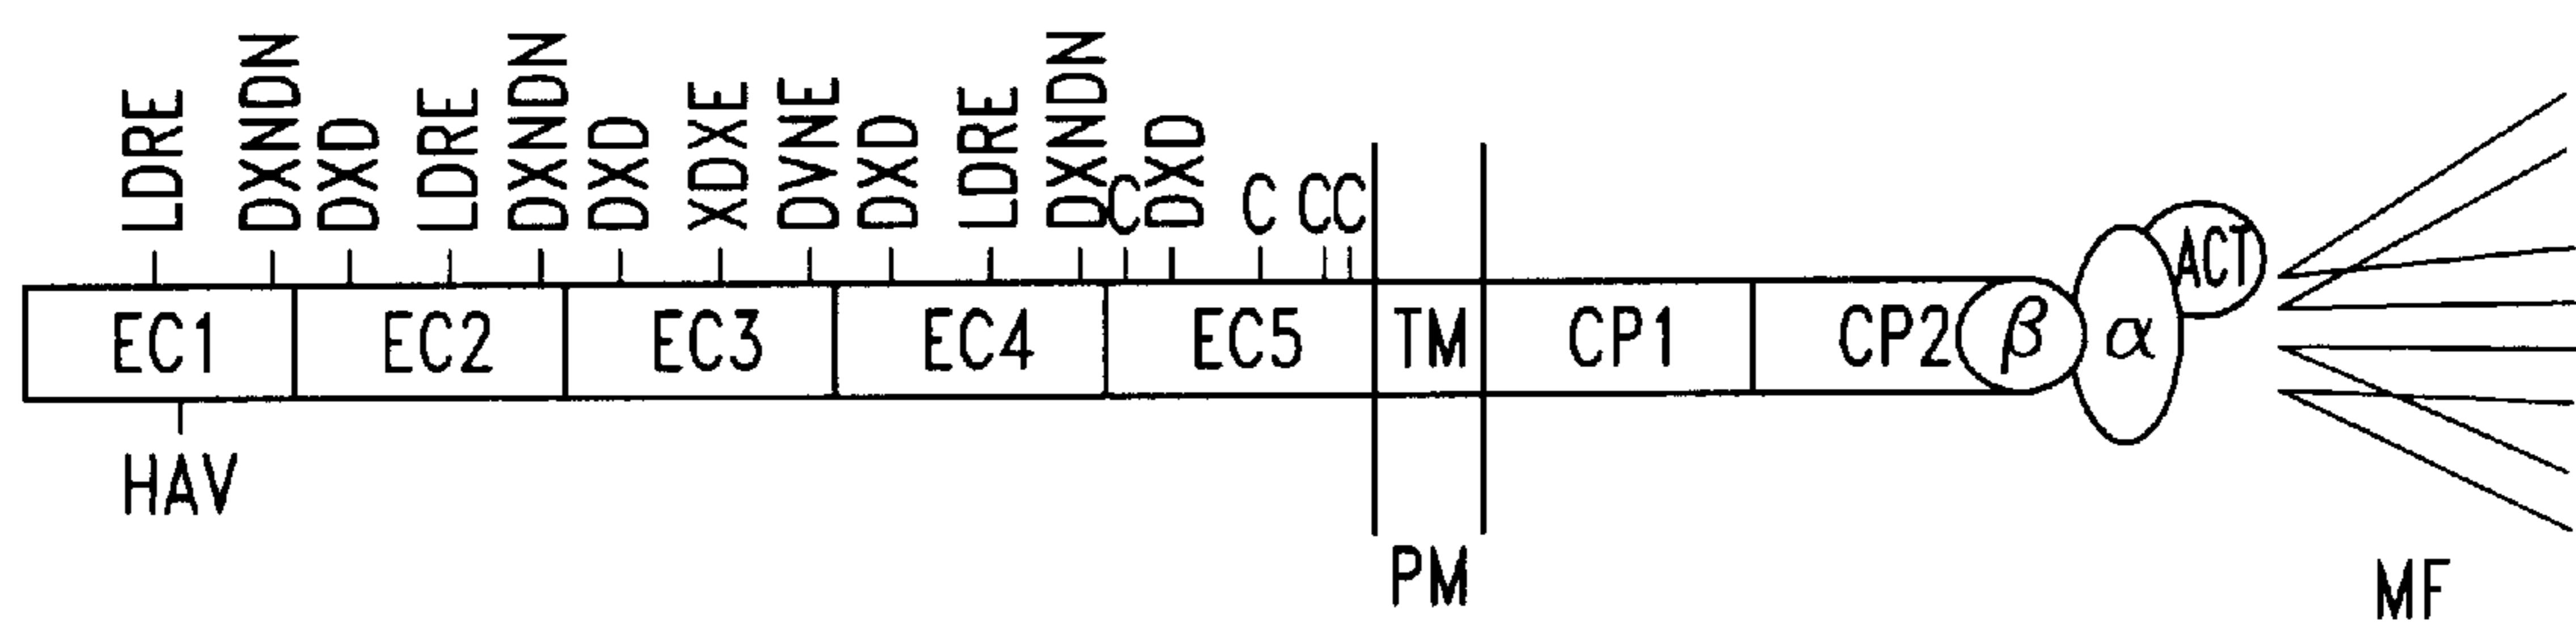 LDRE DXNDN DXD LDRE DXNDN DXD XDXE DVNE DXD LDRE DXNDN C DXD C C C
EC1 EC2 EC3 EC4 EC5 TM CP1 CP2 β α ACT
HAV
PM
MF